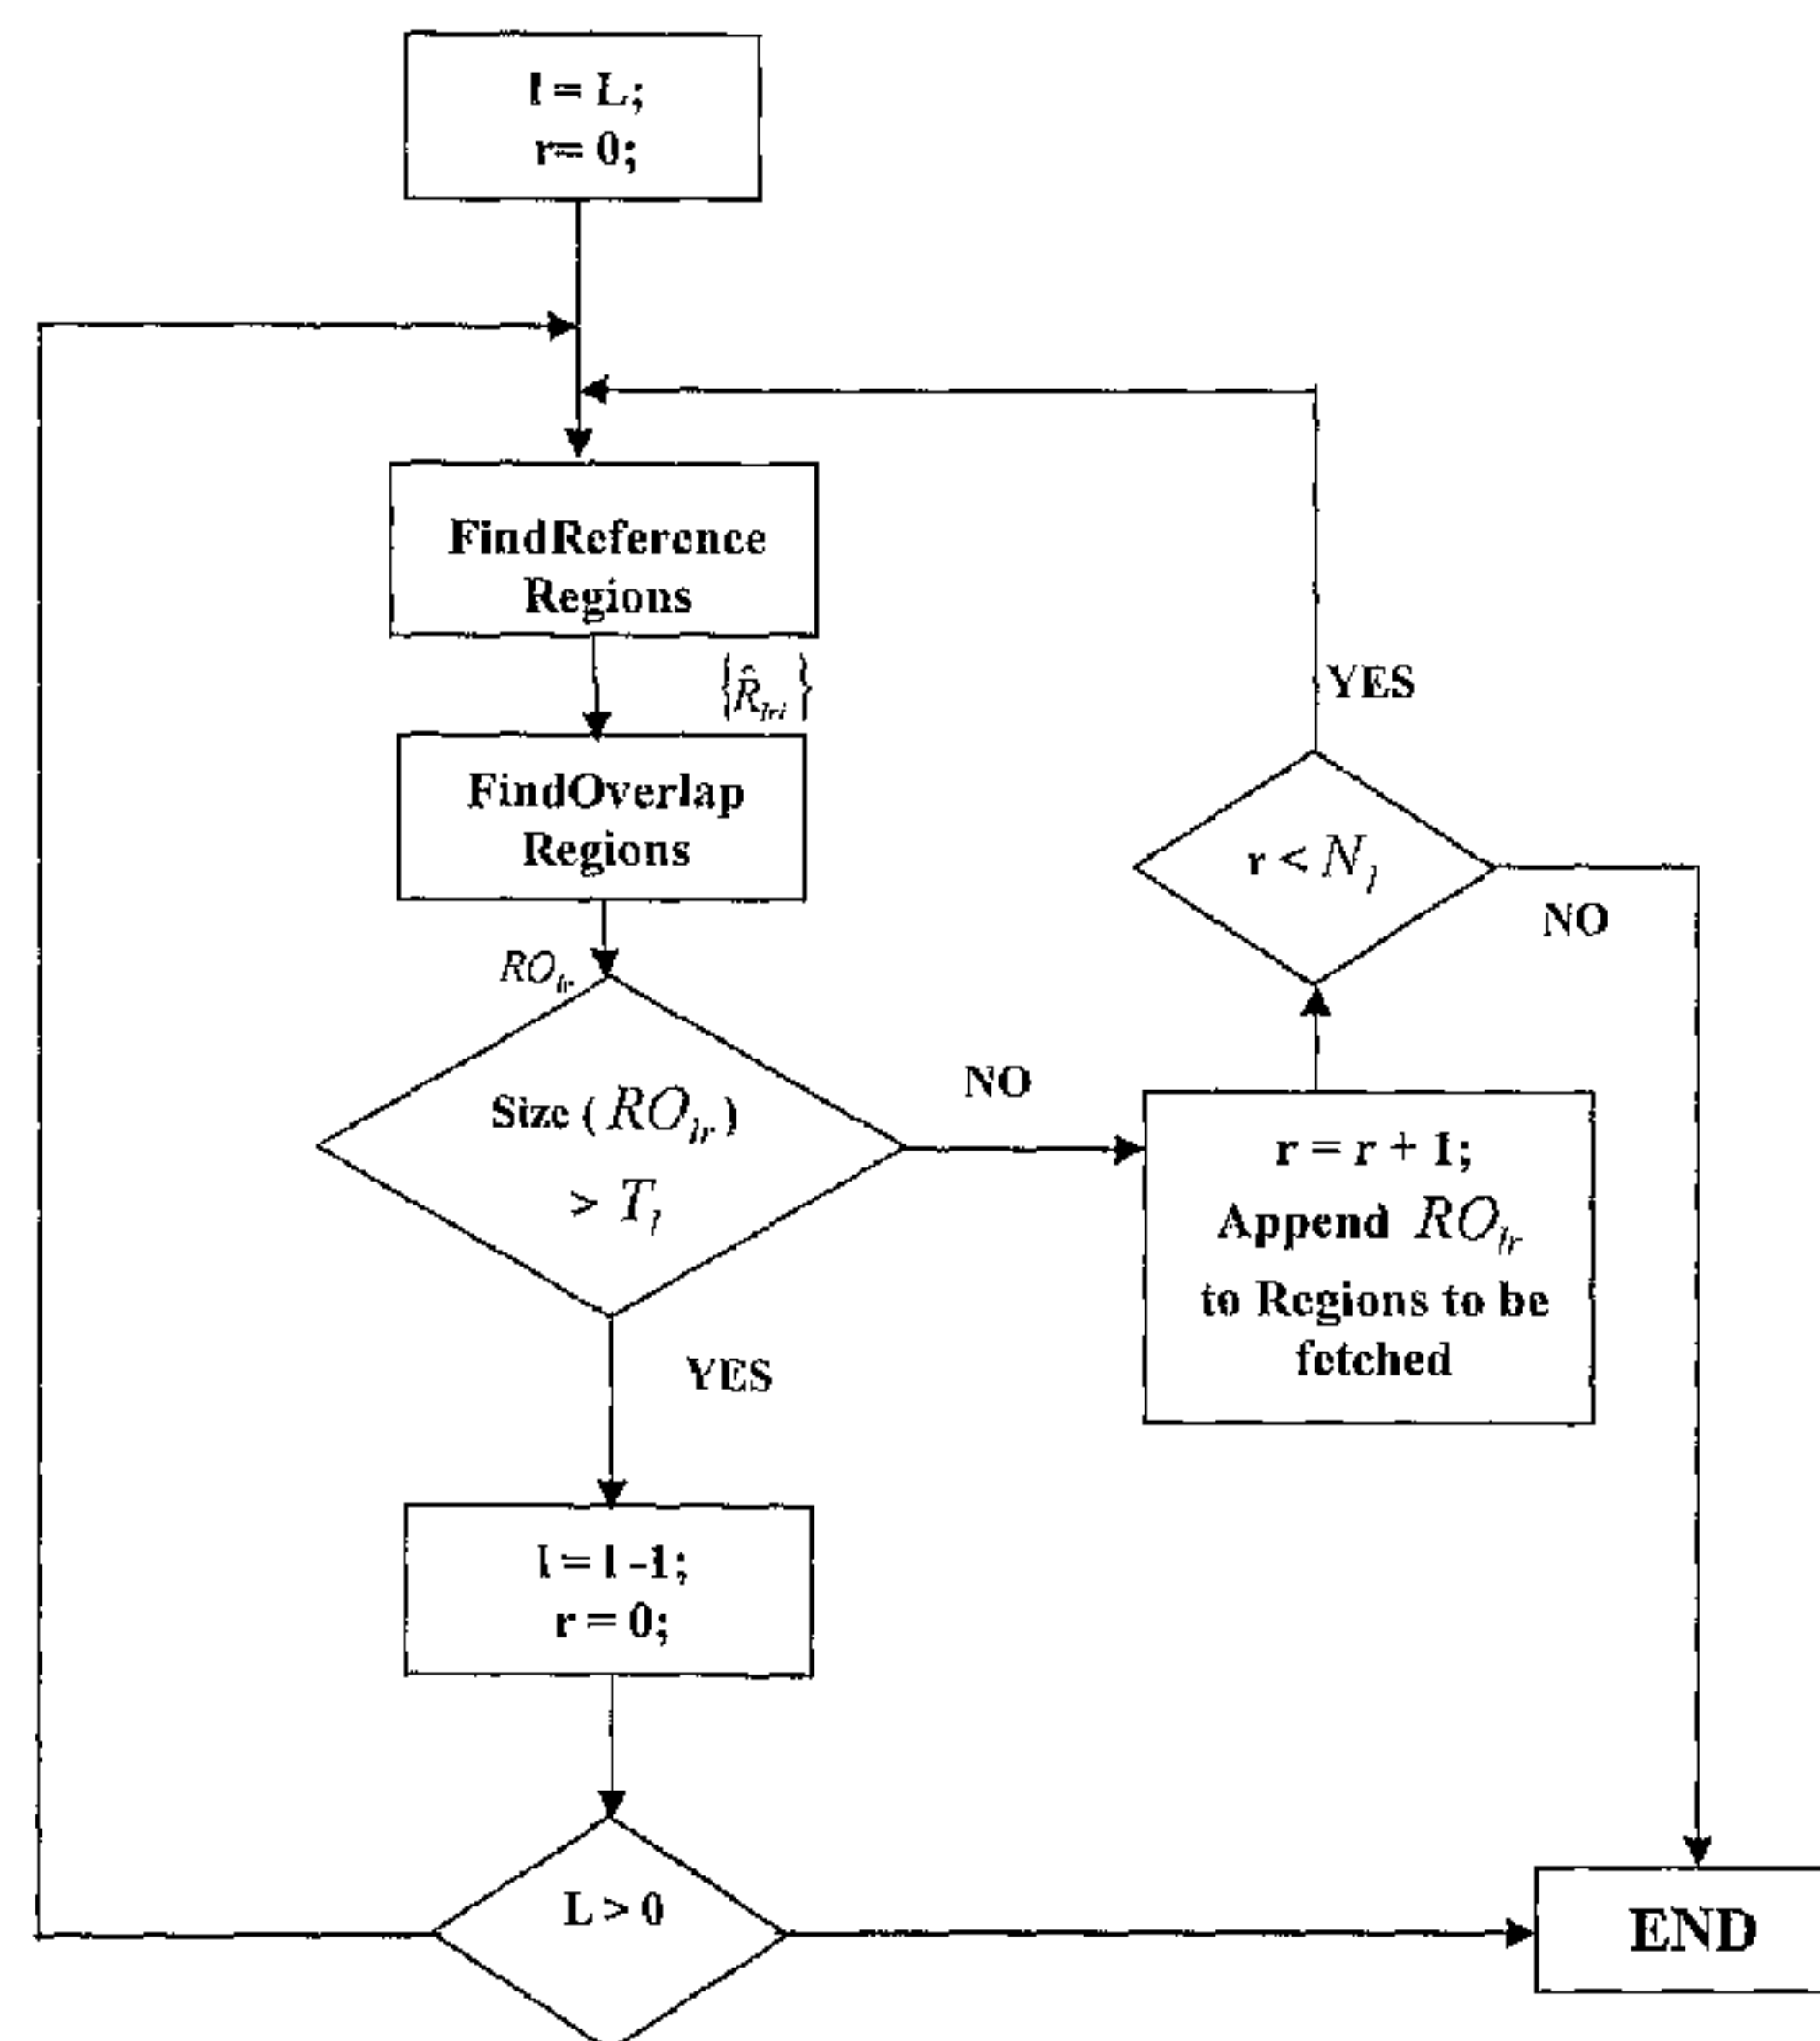 l = L;
r= 0;
FindReference
Regions
{R̂lri}
FindOverlap
Regions
ROlr
Size ( ROlr )
> Tl
YES
NO
r = r + 1;
Append ROlr
to Regions to be
fetched
r < Nl
YES
NO
l = l -1;
r = 0;
L > 0
END